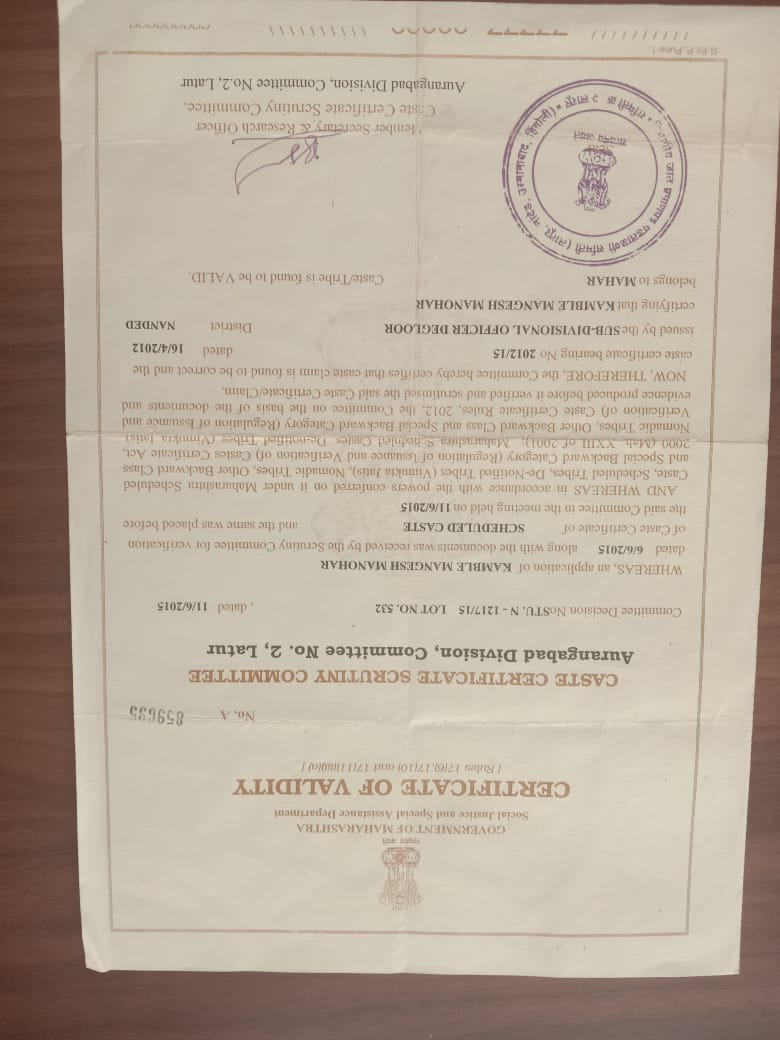 सत्यमेव जयते
GOVERNMENT OF MAHARASHTRA
Social Justice and Special Assistance Department
CERTIFICATE OF VALIDITY
[ Rules 17(6),17(10) and 17(11)(ii)(a) ]
No. A 859635
CASTE CERTIFICATE SCRUTINY COMMITTEE
Aurangabad Division, Committee No. 2, Latur
Committee Decision No STU. N - 1217/15 LOT NO. 532 , dated 11/6/2015
WHEREAS, an application of KAMBLE MANGESH MANOHAR
dated 6/6/2015 along with the documents was received by the Scrutiny Committee for verification
of Caste Certificate of SCHEDULED CASTE and the same was placed before
the said Committee in the meeting held on 11/6/2015
AND WHEREAS in accordance with the powers conferred on it under Maharashtra Scheduled
Caste, Scheduled Tribes, De-Notified Tribes (Vimukta Jatis), Nomadic Tribes, Other Backward Class
and Special Backward Category (Regulation of Issuance and Verification of) Castes Certificate Act,
2000 (Mah. XXIII of 2001); Maharashtra Scheduled Castes, De-notified Tribes (Vimukta Jatis),
Nomadic Tribes, Other Backward Class and Special Backward Category (Regulation of Issuance and
Verification of) Caste Certificate Rules, 2012, the Committee on the basis of the documents and
evidence produced before it verified and scrutinised the said Caste Certificate/Claim.
NOW, THEREFORE, the Committee hereby certifies that caste claim is found to be correct and the
caste certificate bearing No 2012/15 dated 16/4/2012
issued by the SUB-DIVISIONAL OFFICER DEGLOOR District NANDED
certifying that KAMBLE MANGESH MANOHAR
belongs to MAHAR Caste/Tribe is found to be VALID.
जात प्रमाणपत्र पडताळणी समिती (लातूर, नांदेड, उस्मानाबाद, हिंगोली) * समिती क्र. २ लातूर *
Seal
सत्यमेव जयते
Member Secretary & Research Officer
Caste Certificate Scrutiny Committee,
Aurangabad Division, Committee No.2, Latur
G.Pz.P. Pune-1.